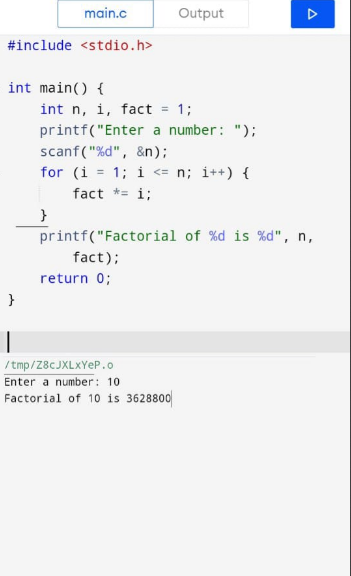 main.c Output
#include <stdio.h>
int main() {
int n, i, fact = 1;
printf("Enter a number: ");
scanf("%d", &n);
for (i = 1; i <= n; i++) {
fact *= i;
}
printf("Factorial of %d is %d", n,
fact);
return 0;
}
/tmp/Z8cJXLxYeP.o
Enter a number: 10
Factorial of 10 is 3628800